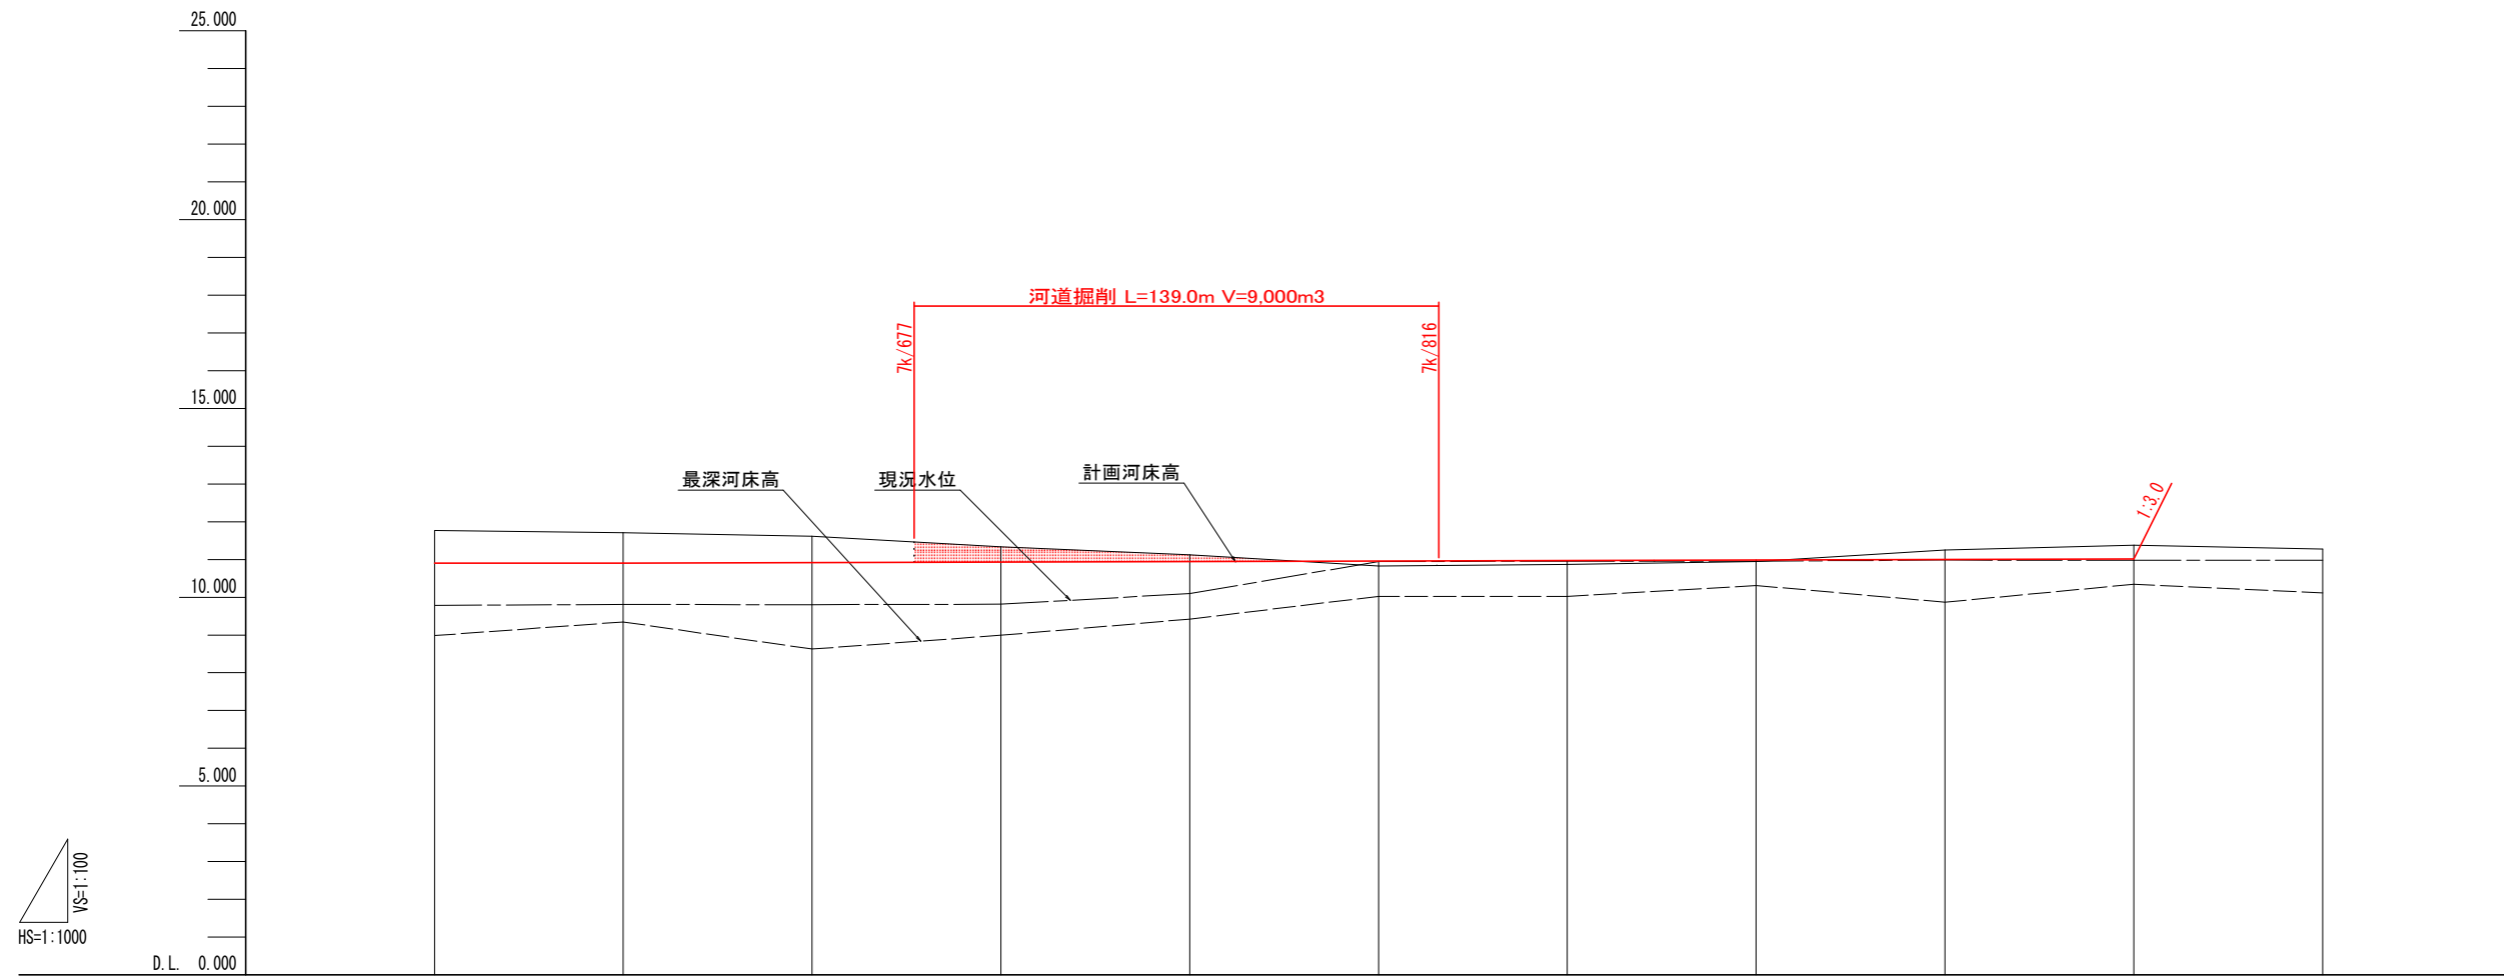 25.000
20.000
河道掘削 L=139.0m V=9,000m3
7k/677
7k/816
15.000
最深河床高
現況水位
計画河床高
1:3.0
10.000
5.000
VS=1:100
HS=1:1000
D.L. 0.000